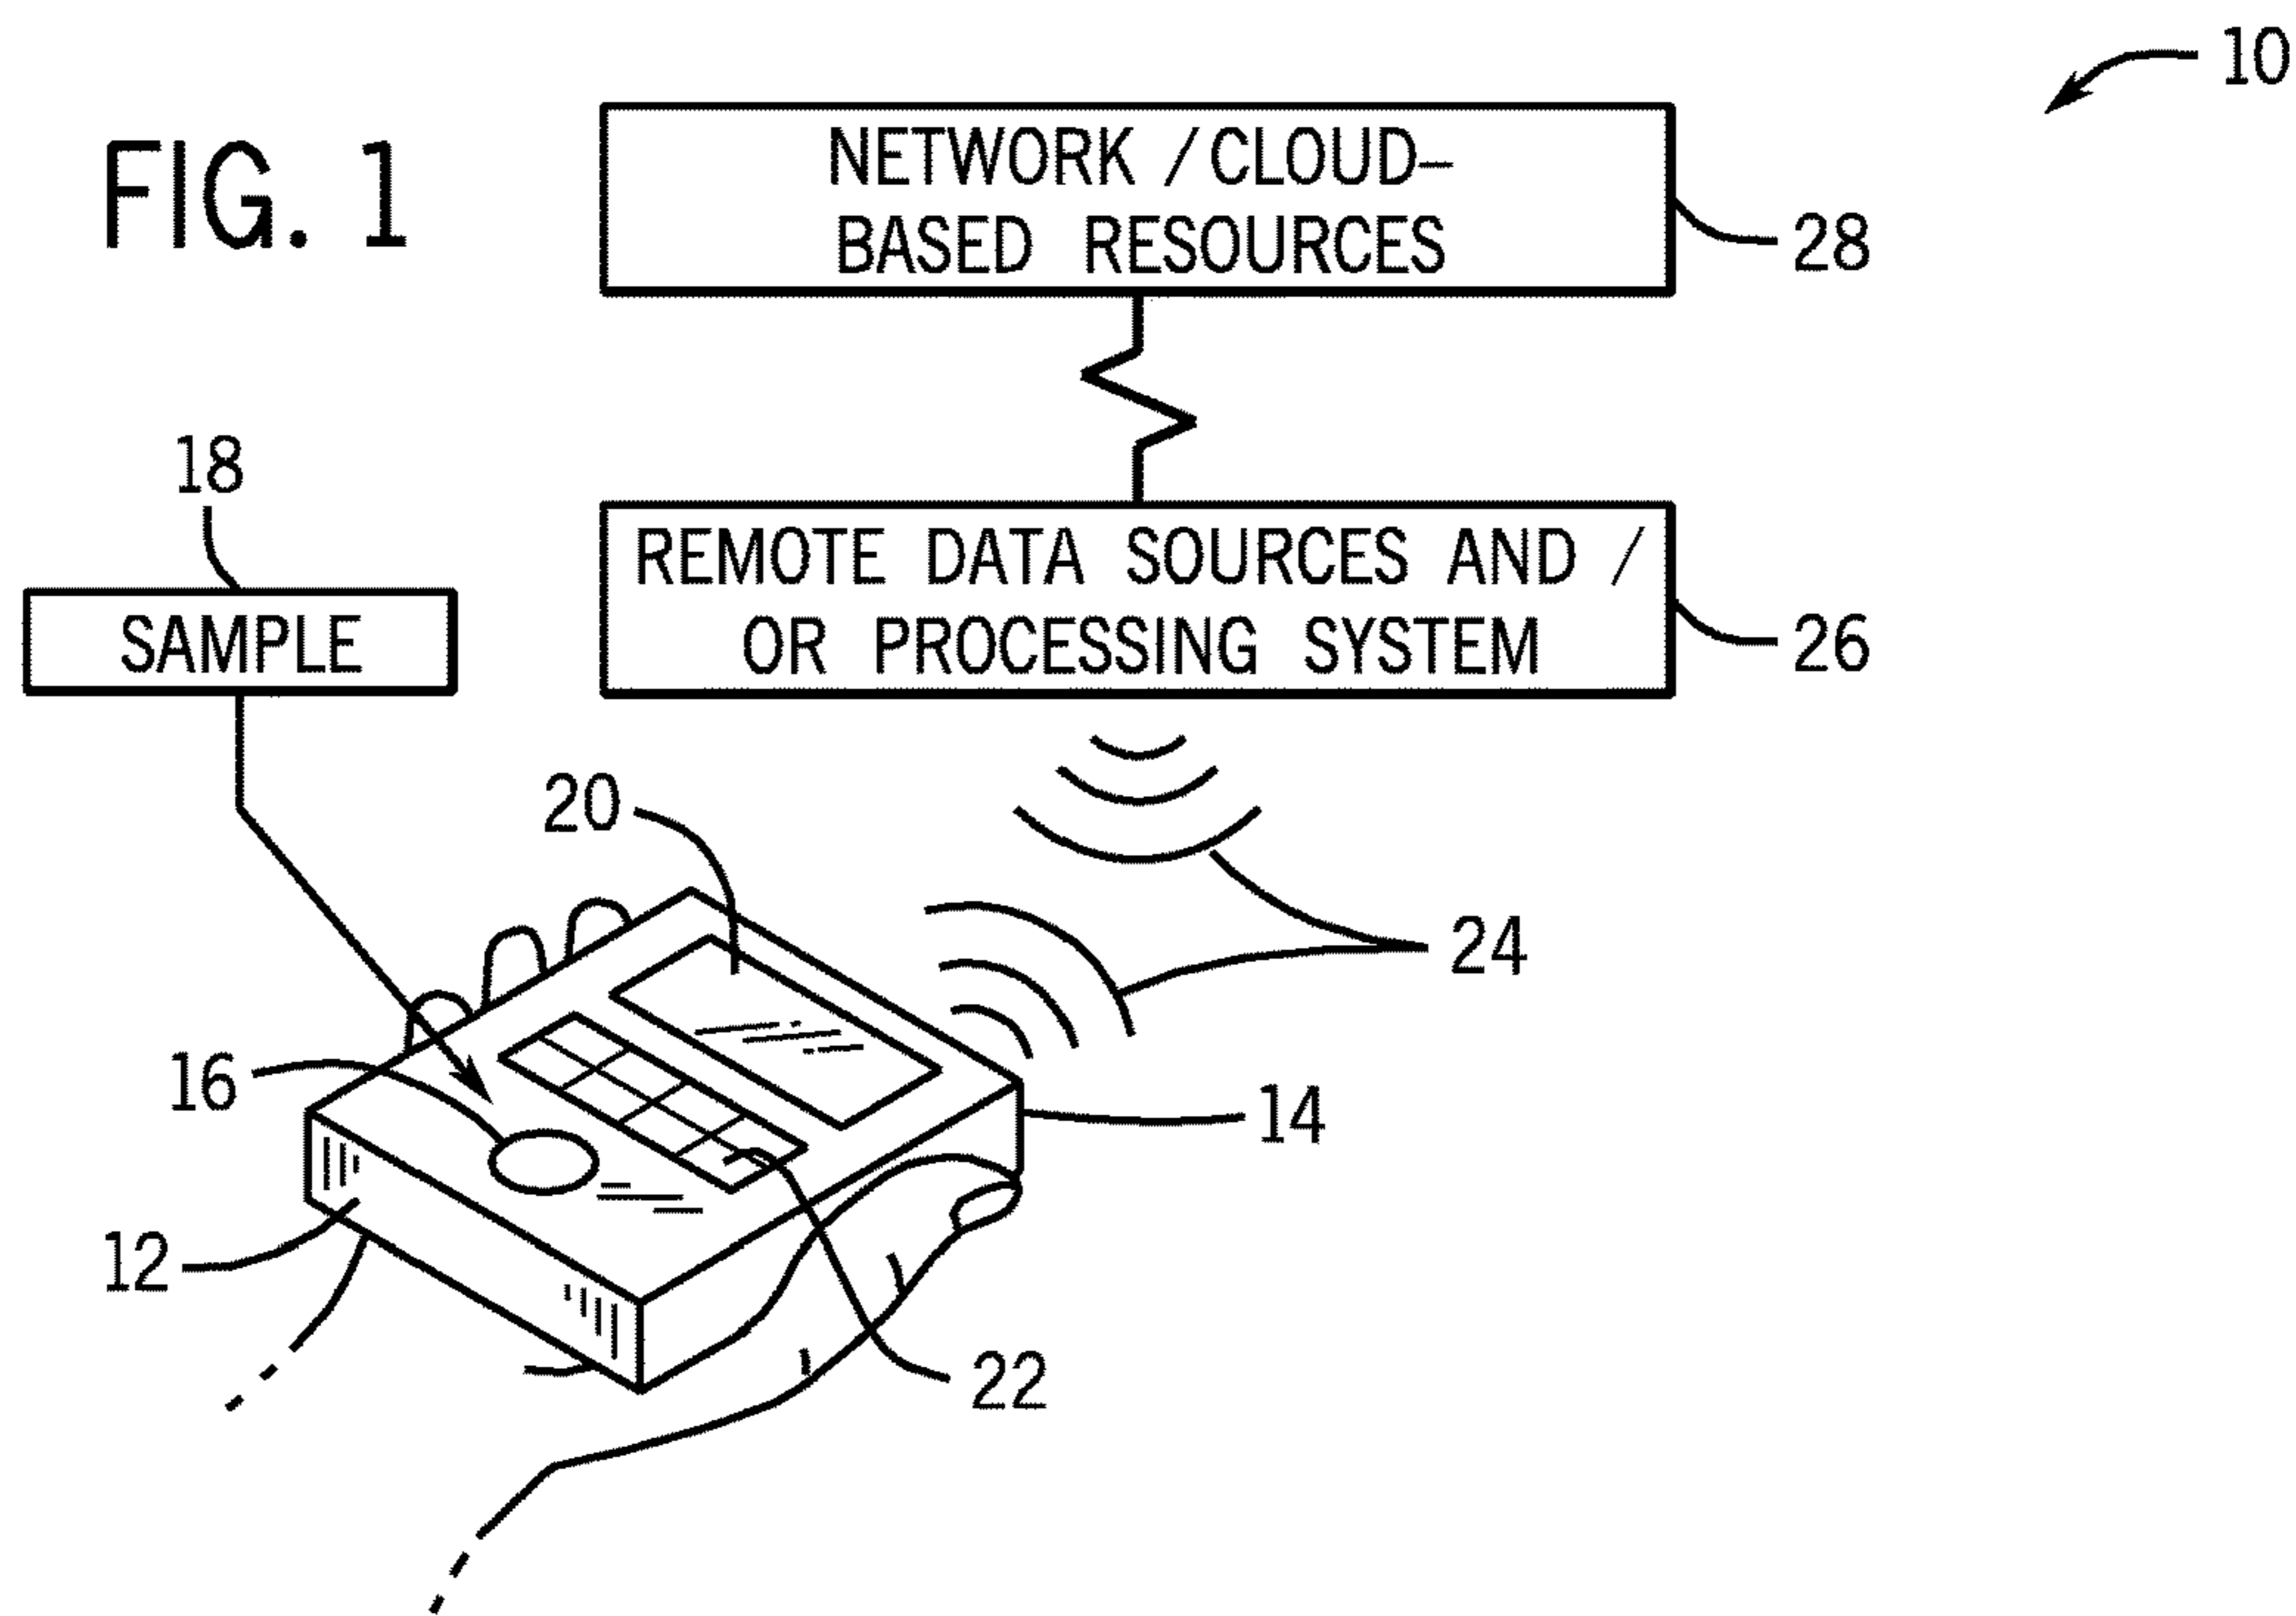 10
FIG. 1
NETWORK / CLOUD-
BASED RESOURCES
28
18
SAMPLE
REMOTE DATA SOURCES AND /
OR PROCESSING SYSTEM
26
20
24
16
14
12
22